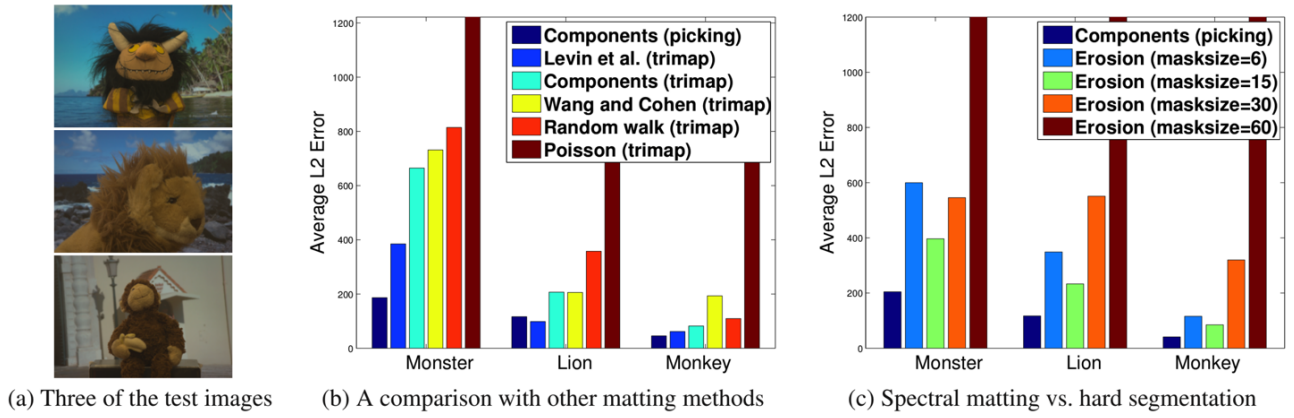 1200
1000
800
600
400
200
0
Average L2 Error
Components (picking)
Levin et al. (trimap)
Components (trimap)
Wang and Cohen (trimap)
Random walk (trimap)
Poisson (trimap)
Monster Lion Monkey
1200
1000
800
600
400
200
0
Average L2 Error
Components (picking)
Erosion (masksize=6)
Erosion (masksize=15)
Erosion (masksize=30)
Erosion (masksize=60)
Monster Lion Monkey
(a) Three of the test images
(b) A comparison with other matting methods
(c) Spectral matting vs. hard segmentation